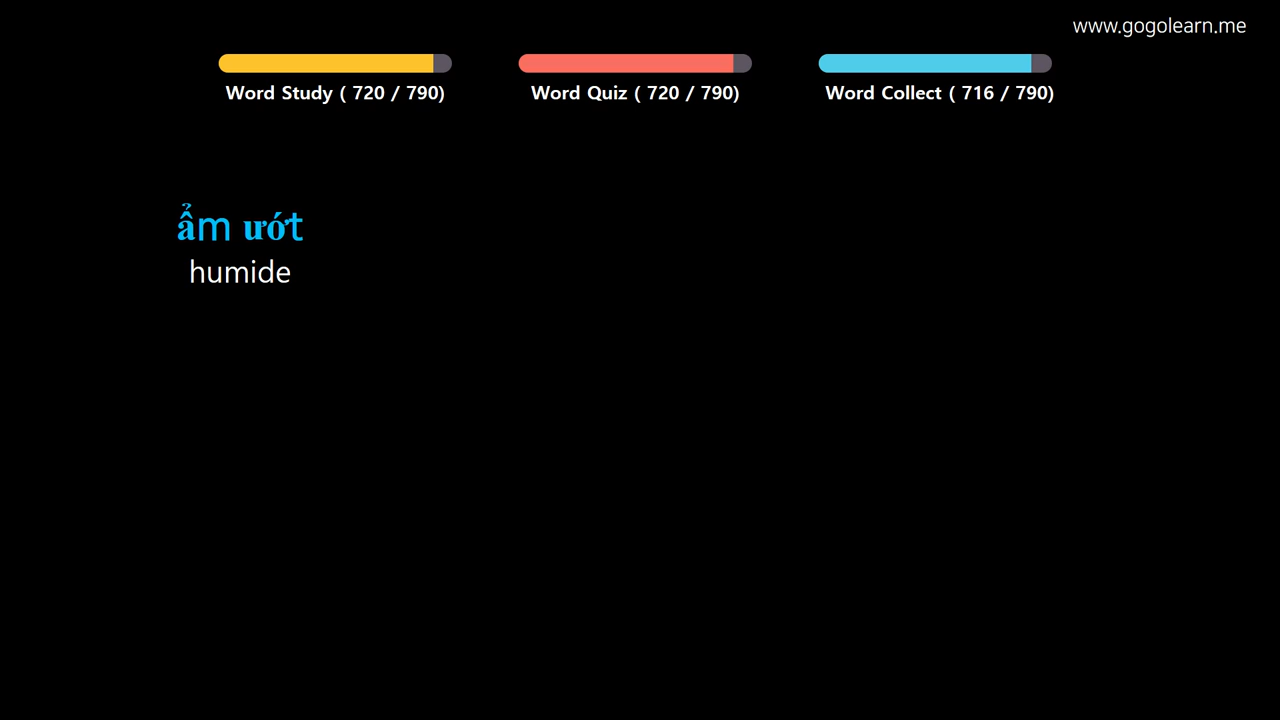 www.gogolearn.me
Word Study ( 720 / 790)
Word Quiz ( 720 / 790)
Word Collect ( 716 / 790)
ẩm ướt
humide